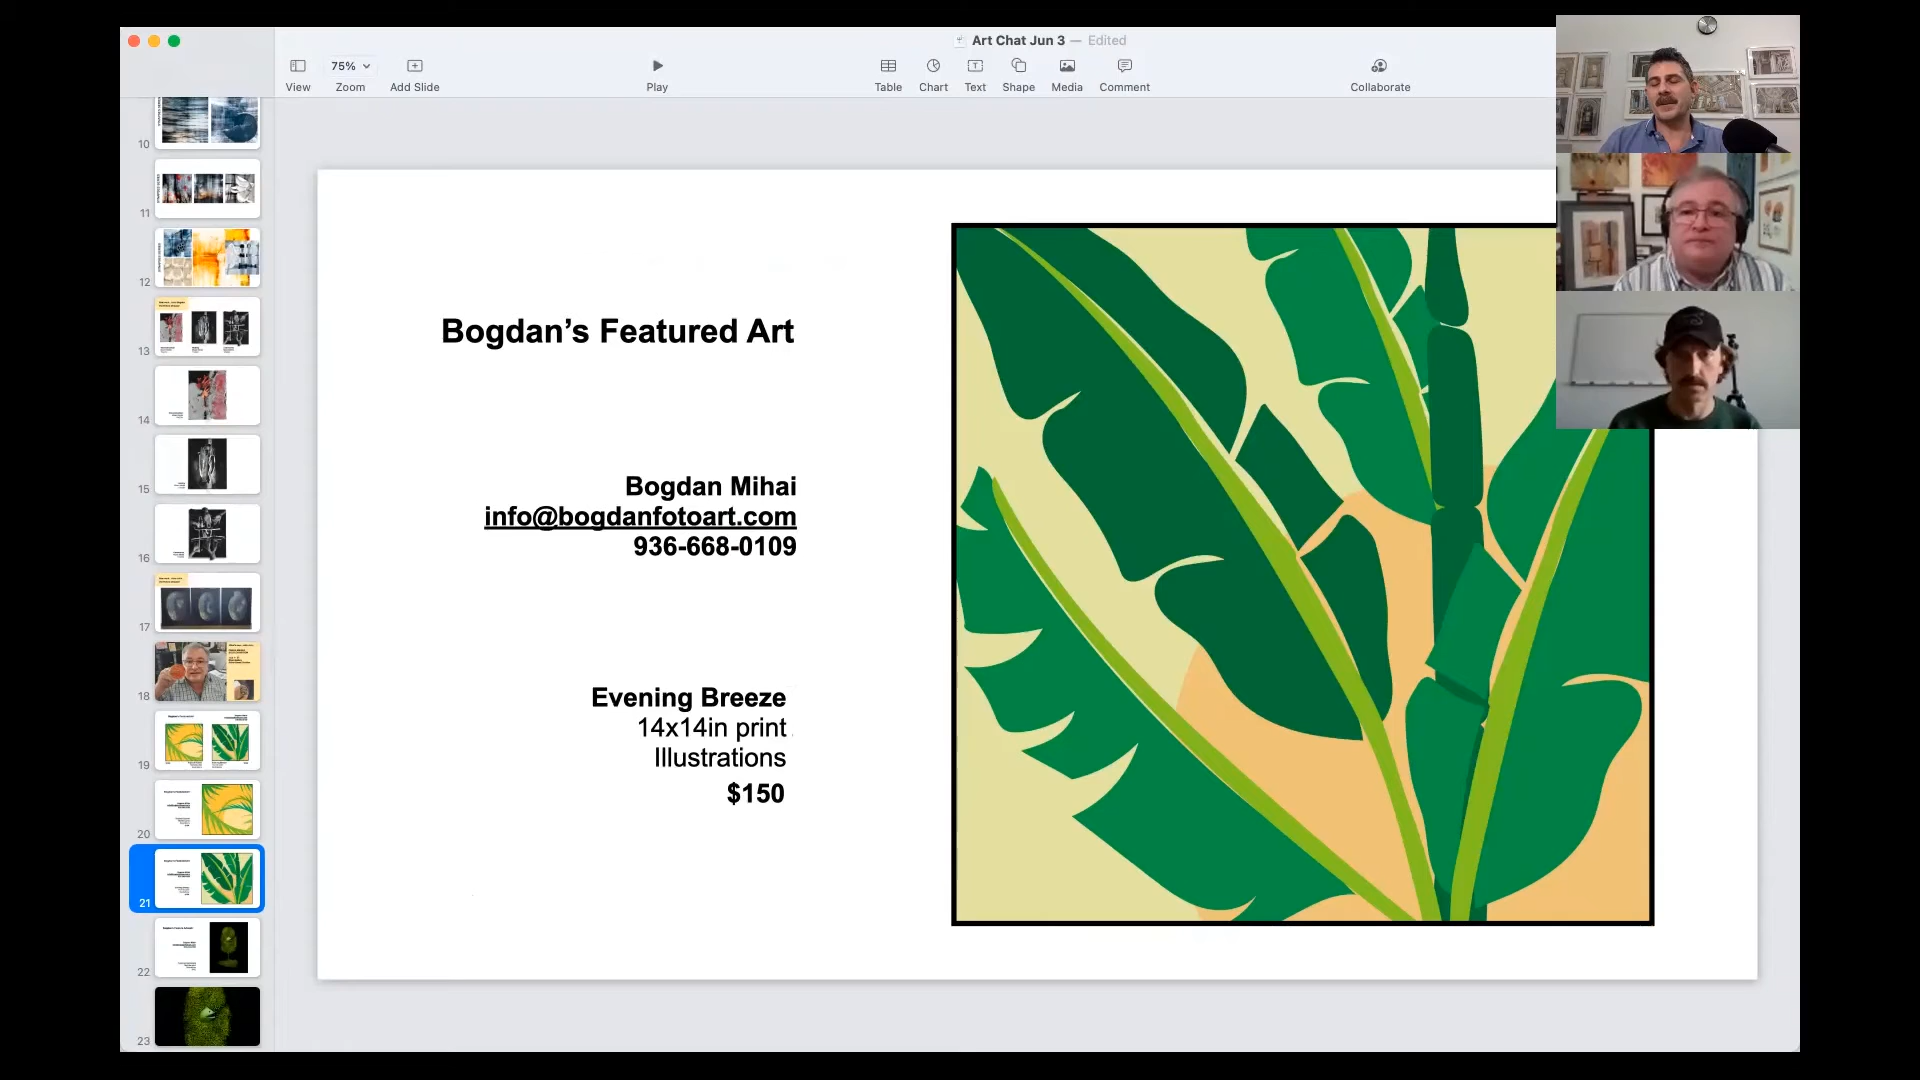 Art Chat Jun 3 — Edited
75%
View
Zoom
Add Slide
Play
Table
Chart
Text
Shape
Media
Comment
Collaborate
10
11
12
13
14
15
16
17
18
19
20
21
22
23
Bogdan’s Featured Art
Bogdan Mihai
info@bogdanfotoart.com
936-668-0109
Evening Breeze
14x14in print
Illustrations
$150